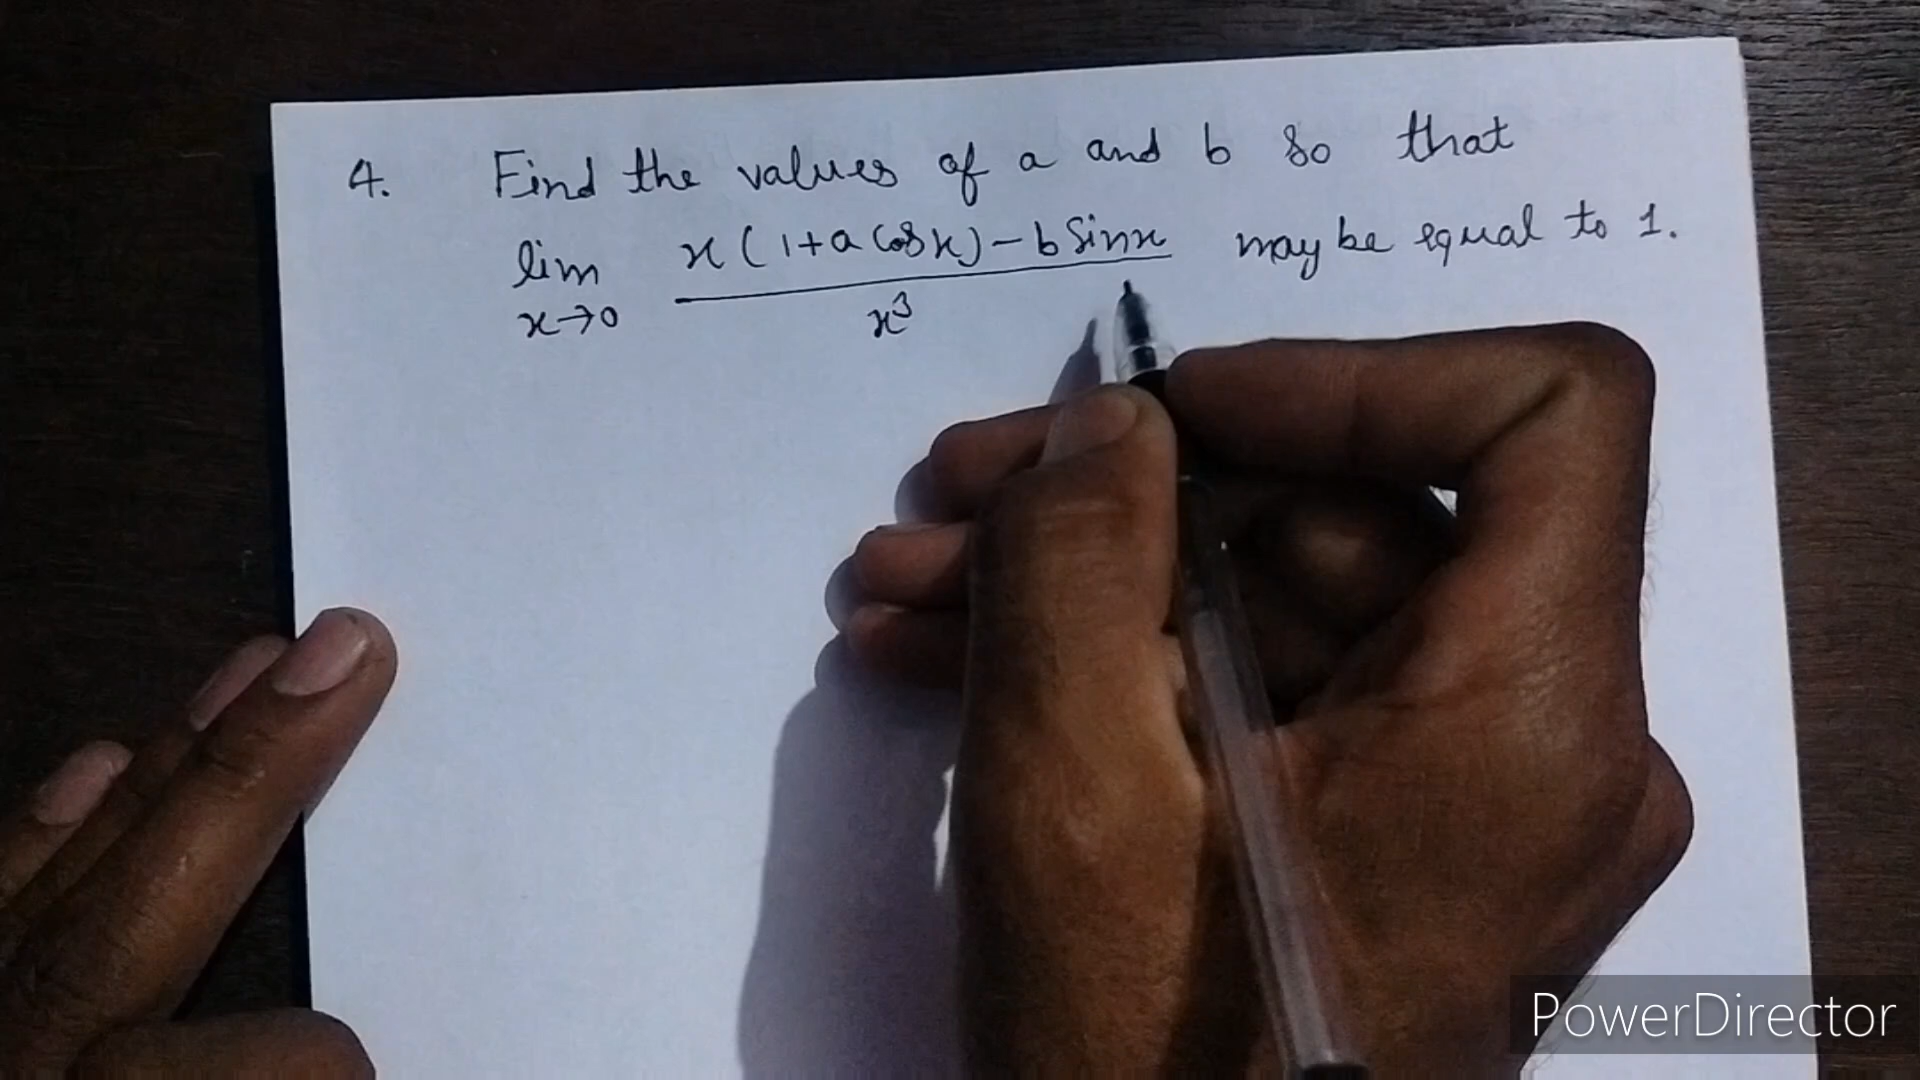 4. Find the values of a and b so that
lim x→0 x(1+a cos x)-b sin x / x³ may be equal to 1.
PowerDirector